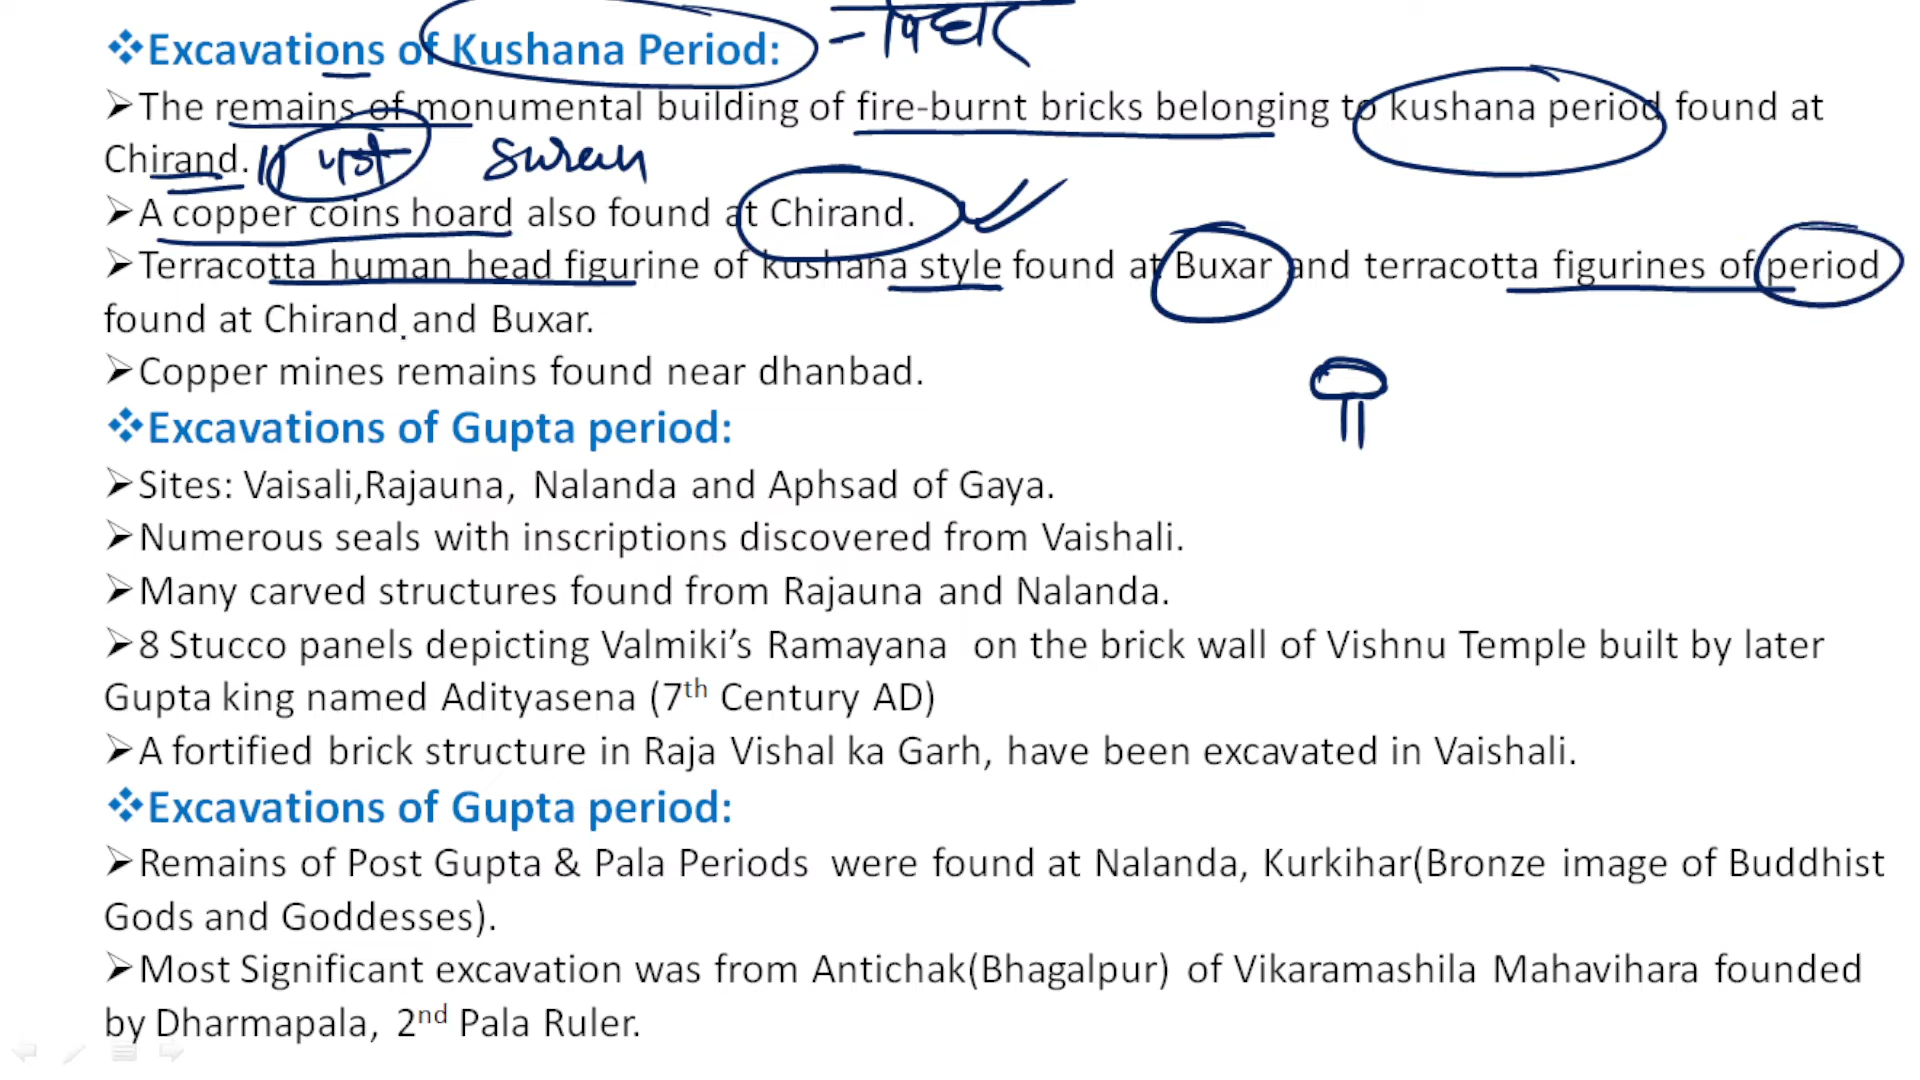 ❖Excavations of Kushana Period: - बिहार
➢The remains of monumental building of fire-burnt bricks belonging to kushana period found at
Chirand. Suran
➢A copper coins hoard also found at Chirand.
➢Terracotta human head figurine of kushana style found at Buxar and terracotta figurines of period
found at Chirand and Buxar.
➢Copper mines remains found near dhanbad.
❖Excavations of Gupta period:
➢Sites: Vaisali,Rajauna, Nalanda and Aphsad of Gaya.
➢Numerous seals with inscriptions discovered from Vaishali.
➢Many carved structures found from Rajauna and Nalanda.
➢8 Stucco panels depicting Valmiki’s Ramayana on the brick wall of Vishnu Temple built by later
Gupta king named Adityasena (7th Century AD)
➢A fortified brick structure in Raja Vishal ka Garh, have been excavated in Vaishali.
❖Excavations of Gupta period:
➢Remains of Post Gupta & Pala Periods were found at Nalanda, Kurkihar(Bronze image of Buddhist
Gods and Goddesses).
➢Most Significant excavation was from Antichak(Bhagalpur) of Vikaramashila Mahavihara founded
by Dharmapala, 2nd Pala Ruler.